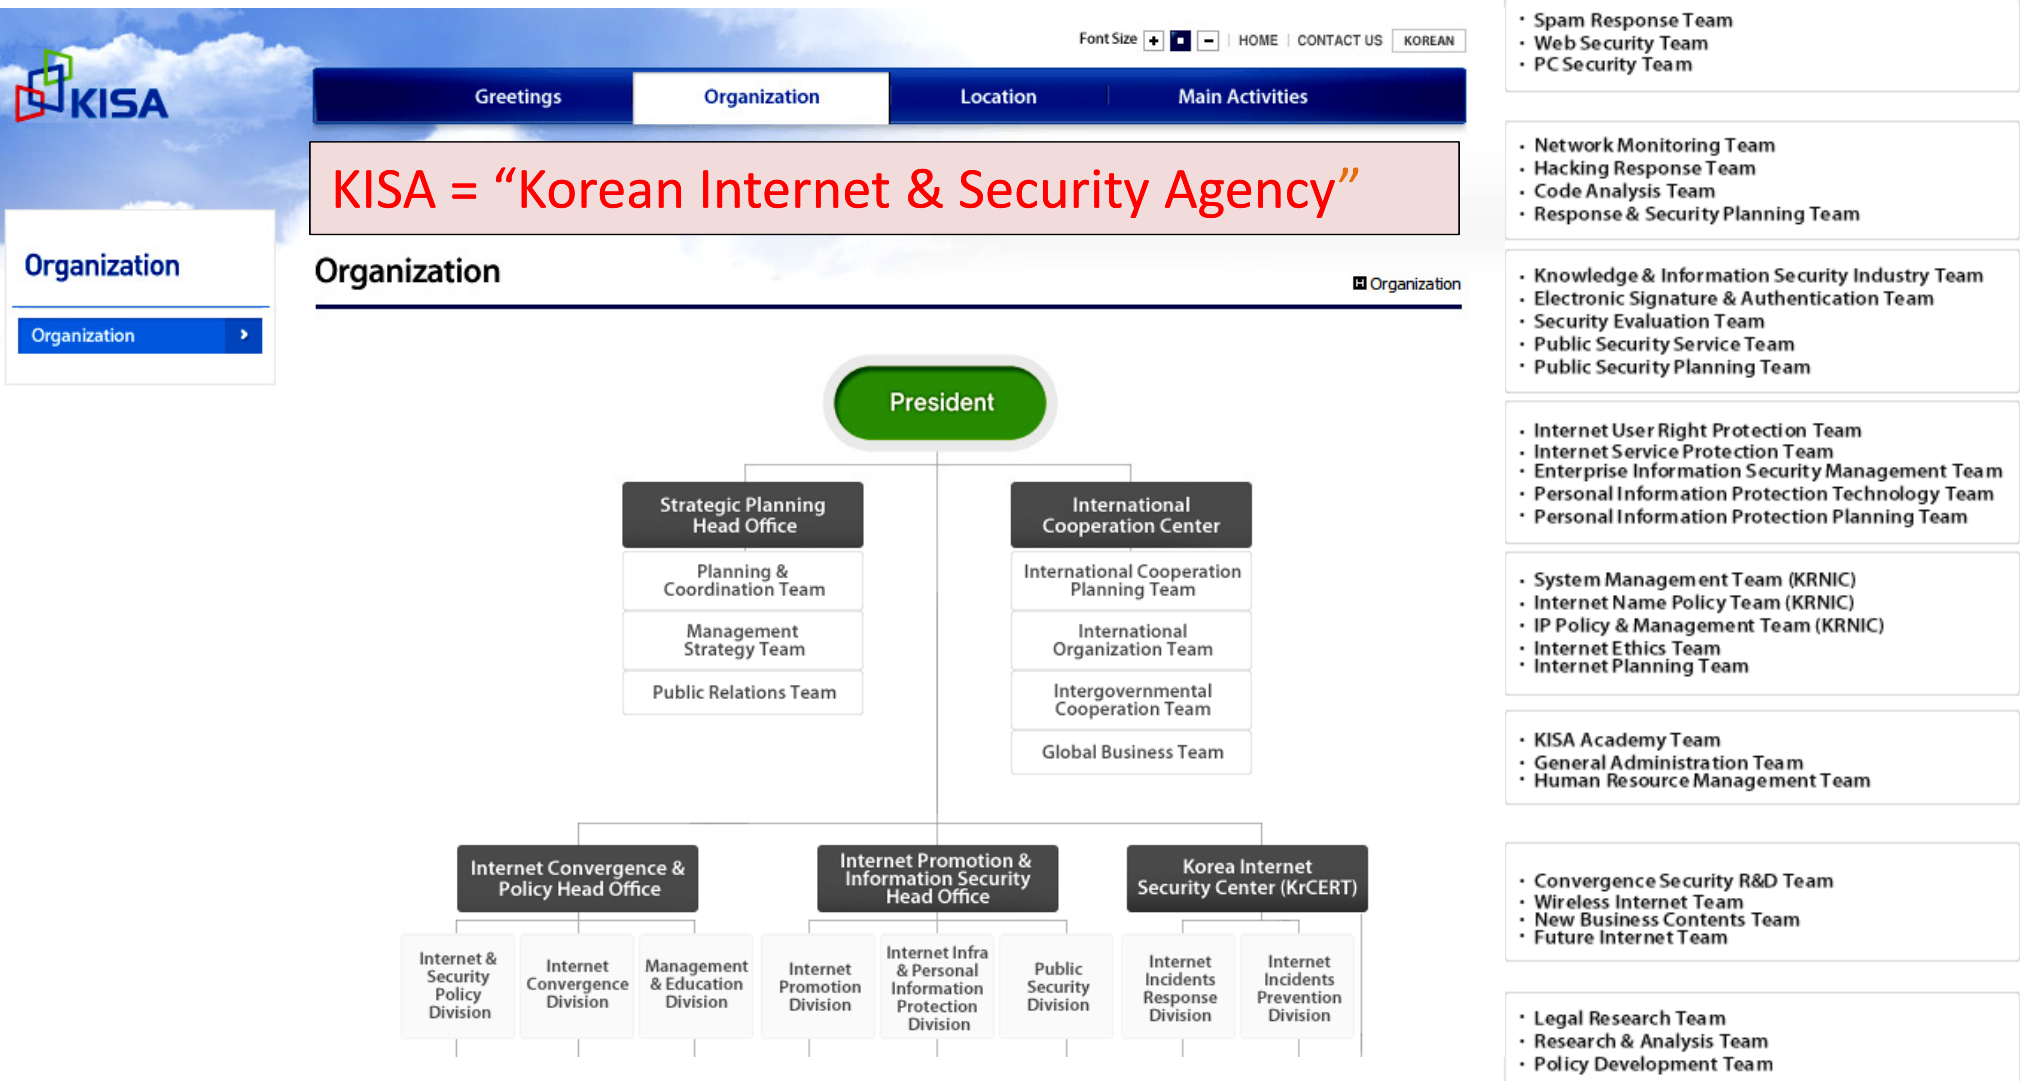 Font Size + - HOME CONTACT US KOREAN
KISA
Greetings Organization Location Main Activities
KISA = “Korean Internet & Security Agency”
Organization
Organization
Organization
Organization
President
Strategic Planning
Head Office
Planning &
Coordination Team
Management
Strategy Team
Public Relations Team
International
Cooperation Center
International Cooperation
Planning Team
International
Organization Team
Intergovernmental
Cooperation Team
Global Business Team
Internet Convergence &
Policy Head Office
Internet &
Security
Policy
Division
Internet
Convergence
Division
Management
& Education
Division
Internet Promotion &
Information Security
Head Office
Internet
Promotion
Division
Internet Infra
& Personal
Information
Protection
Division
Public
Security
Division
Korea Internet
Security Center (KrCERT)
Internet
Incidents
Response
Division
Internet
Incidents
Prevention
Division
· Spam Response Team
· Web Security Team
· PC Security Team
· Network Monitoring Team
· Hacking Response Team
· Code Analysis Team
· Response & Security Planning Team
· Knowledge & Information Security Industry Team
· Electronic Signature & Authentication Team
· Security Evaluation Team
· Public Security Service Team
· Public Security Planning Team
· Internet User Right Protection Team
· Internet Service Protection Team
· Enterprise Information Security Management Team
· Personal Information Protection Technology Team
· Personal Information Protection Planning Team
· System Management Team (KRNIC)
· Internet Name Policy Team (KRNIC)
· IP Policy & Management Team (KRNIC)
· Internet Ethics Team
· Internet Planning Team
· KISA Academy Team
· General Administration Team
· Human Resource Management Team
· Convergence Security R&D Team
· Wireless Internet Team
· New Business Contents Team
· Future Internet Team
· Legal Research Team
· Research & Analysis Team
· Policy Development Team